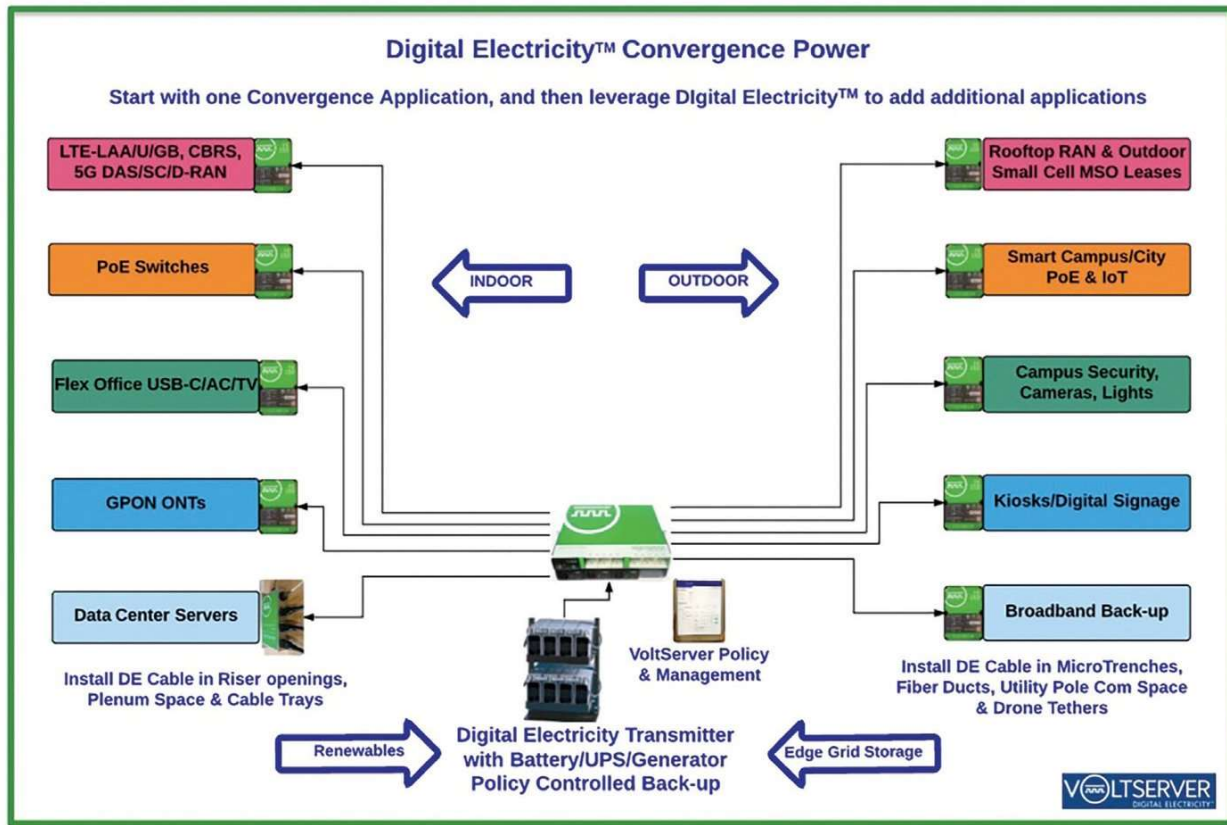 Digital Electricity™ Convergence Power
Start with one Convergence Application, and then leverage DIgital Electricity™ to add additional applications
LTE-LAA/U/GB, CBRS,
5G DAS/SC/D-RAN
Rooftop RAN & Outdoor
Small Cell MSO Leases
PoE Switches
INDOOR
OUTDOOR
Smart Campus/City
PoE & IoT
Flex Office USB-C/AC/TV
Campus Security,
Cameras, Lights
GPON ONTs
Kiosks/Digital Signage
Data Center Servers
Broadband Back-up
Install DE Cable in Riser openings,
Plenum Space & Cable Trays
VoltServer Policy
& Management
Install DE Cable in MicroTrenches,
Fiber Ducts, Utility Pole Com Space
& Drone Tethers
Renewables
Digital Electricity Transmitter
with Battery/UPS/Generator
Policy Controlled Back-up
Edge Grid Storage
VOLTSERVER
DIGITAL ELECTRICITY™